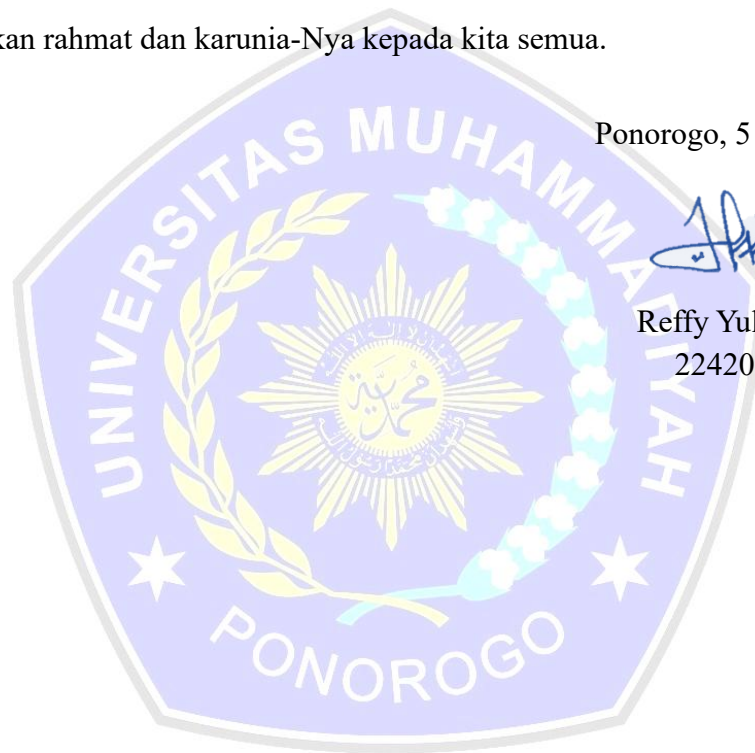 kan rahmat dan karunia-Nya kepada kita semua.
Ponorogo, 5
Reffy Yul
22420
UNIVERSITAS MUHAMMADIYAH
PONOROGO